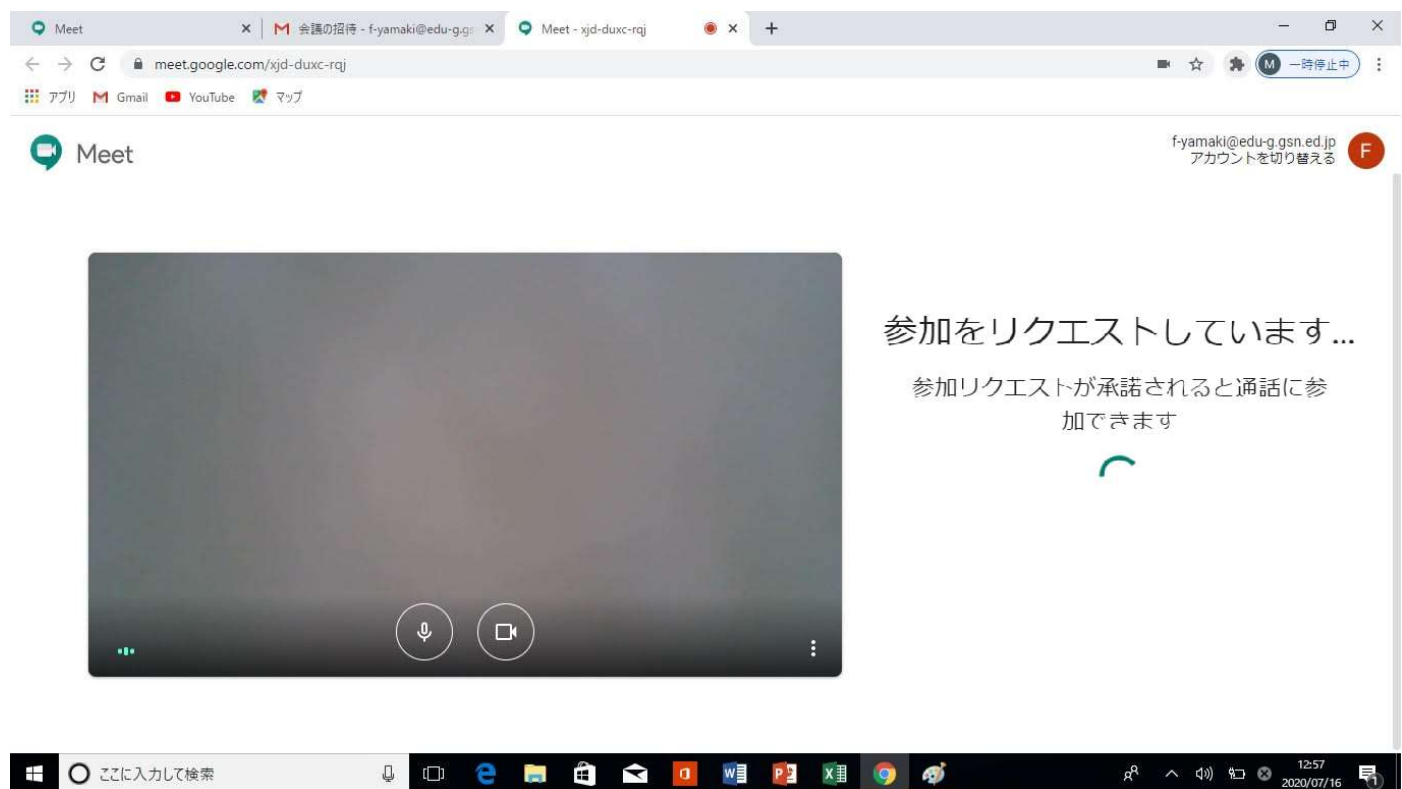 Meet
会議の招待 - f-yamaki@edu-g.gs
Meet - xjd-duxc-rqj
meet.google.com/xjd-duxc-rqj
M
一時停止中
アプリ
Gmail
YouTube
マップ
Meet
f-yamaki@edu-g.gsn.ed.jp
アカウントを切り替える
F
参加をリクエストしています...
参加リクエストが承諾されると通話に参
加できます
ここに入力して検索
12:57
2020/07/16